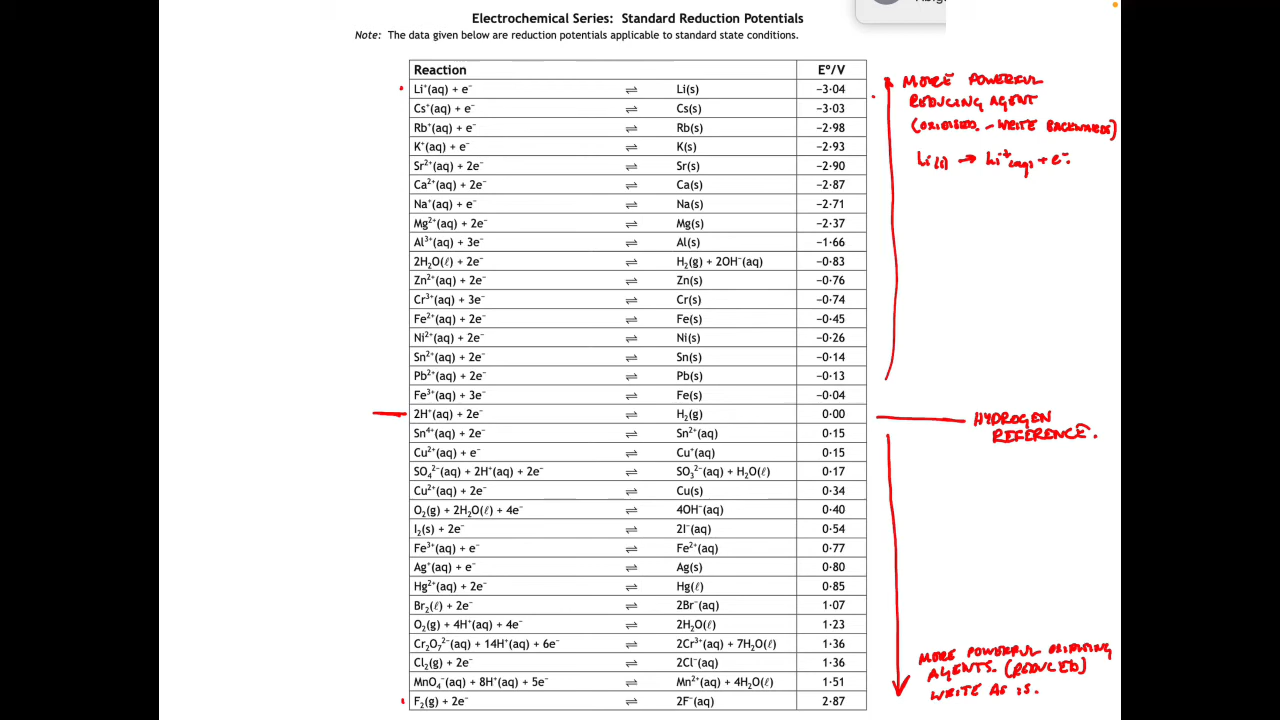 Electrochemical Series: Standard Reduction Potentials
Note: The data given below are reduction potentials applicable to standard state conditions.
Reaction E°/V
Li⁺(aq) + e⁻ ⇌ Li(s) −3·04
Cs⁺(aq) + e⁻ ⇌ Cs(s) −3·03
Rb⁺(aq) + e⁻ ⇌ Rb(s) −2·98
K⁺(aq) + e⁻ ⇌ K(s) −2·93
Sr²⁺(aq) + 2e⁻ ⇌ Sr(s) −2·90
Ca²⁺(aq) + 2e⁻ ⇌ Ca(s) −2·87
Na⁺(aq) + e⁻ ⇌ Na(s) −2·71
Mg²⁺(aq) + 2e⁻ ⇌ Mg(s) −2·37
Al³⁺(aq) + 3e⁻ ⇌ Al(s) −1·66
2H₂O(ℓ) + 2e⁻ ⇌ H₂(g) + 2OH⁻(aq) −0·83
Zn²⁺(aq) + 2e⁻ ⇌ Zn(s) −0·76
Cr³⁺(aq) + 3e⁻ ⇌ Cr(s) −0·74
Fe²⁺(aq) + 2e⁻ ⇌ Fe(s) −0·45
Ni²⁺(aq) + 2e⁻ ⇌ Ni(s) −0·26
Sn²⁺(aq) + 2e⁻ ⇌ Sn(s) −0·14
Pb²⁺(aq) + 2e⁻ ⇌ Pb(s) −0·13
Fe³⁺(aq) + 3e⁻ ⇌ Fe(s) −0·04
2H⁺(aq) + 2e⁻ ⇌ H₂(g) 0·00
Sn⁴⁺(aq) + 2e⁻ ⇌ Sn²⁺(aq) 0·15
Cu²⁺(aq) + e⁻ ⇌ Cu⁺(aq) 0·15
SO₄²⁻(aq) + 2H⁺(aq) + 2e⁻ ⇌ SO₃²⁻(aq) + H₂O(ℓ) 0·17
Cu²⁺(aq) + 2e⁻ ⇌ Cu(s) 0·34
O₂(g) + 2H₂O(ℓ) + 4e⁻ ⇌ 4OH⁻(aq) 0·40
I₂(s) + 2e⁻ ⇌ 2I⁻(aq) 0·54
Fe³⁺(aq) + e⁻ ⇌ Fe²⁺(aq) 0·77
Ag⁺(aq) + e⁻ ⇌ Ag(s) 0·80
Hg²⁺(aq) + 2e⁻ ⇌ Hg(ℓ) 0·85
Br₂(ℓ) + 2e⁻ ⇌ 2Br⁻(aq) 1·07
O₂(g) + 4H⁺(aq) + 4e⁻ ⇌ 2H₂O(ℓ) 1·23
Cr₂O₇²⁻(aq) + 14H⁺(aq) + 6e⁻ ⇌ 2Cr³⁺(aq) + 7H₂O(ℓ) 1·36
Cl₂(g) + 2e⁻ ⇌ 2Cl⁻(aq) 1·36
MnO₄⁻(aq) + 8H⁺(aq) + 5e⁻ ⇌ Mn²⁺(aq) + 4H₂O(ℓ) 1·51
F₂(g) + 2e⁻ ⇌ 2F⁻(aq) 2·87
MORE POWERFUL
REDUCING AGENT
(OXIDISED - WRITE BACKWARDS)
Li(s) → Li⁺(aq) + e⁻
HYDROGEN
REFERENCE.
MORE POWERFUL OXIDISING
AGENTS. (REDUCED)
WRITE AS IS.